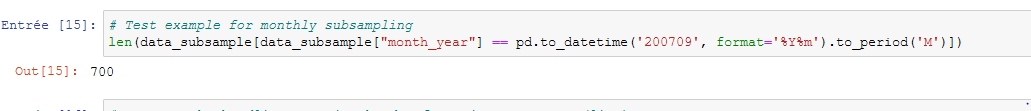 Entrée [15]: # Test example for monthly subsampling
len(data_subsample[data_subsample["month_year"] == pd.to_datetime('200709', format='%Y%m').to_period('M')])
Out[15]: 700